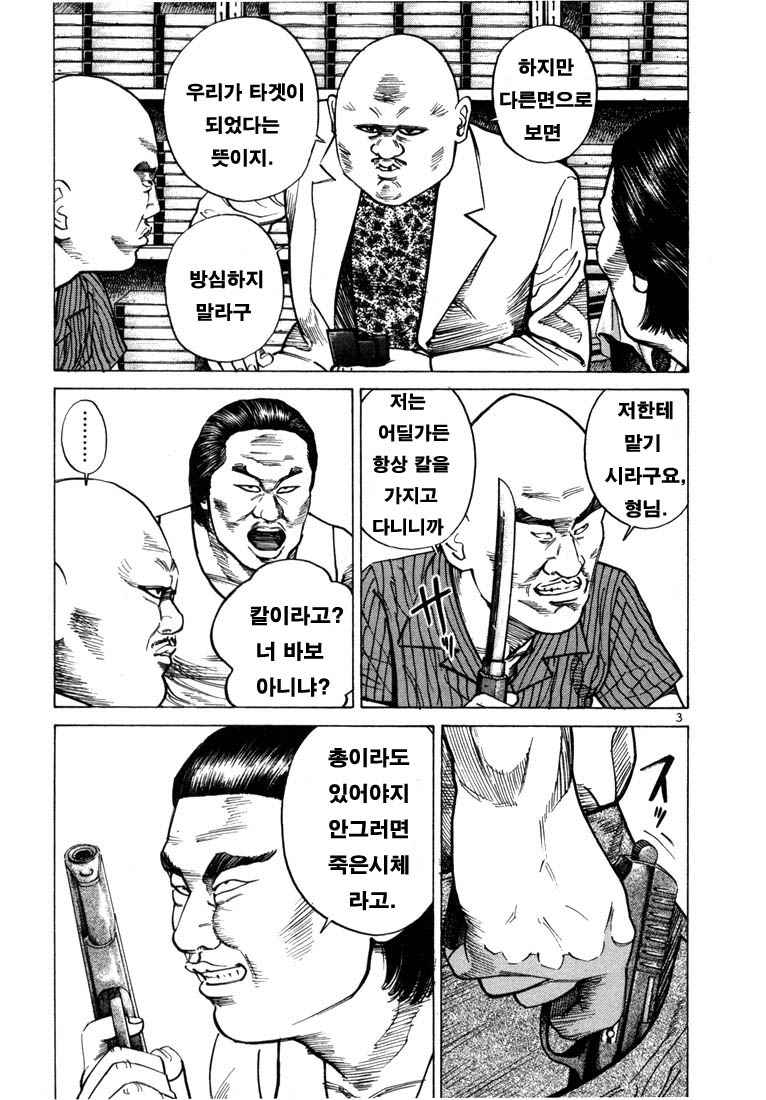 하지만
다른면으로
보면
우리가 타겟이
되었다는
뜻이지.
방심하지
말라구
저한테
맡기
시라구요,
형님.
저는
어딜가든
항상 칼을
가지고
다니니까
칼이라고?
너 바보
아니냐?
………
3
스
총이라도
있어야지
안그러면
죽은시체
라고.